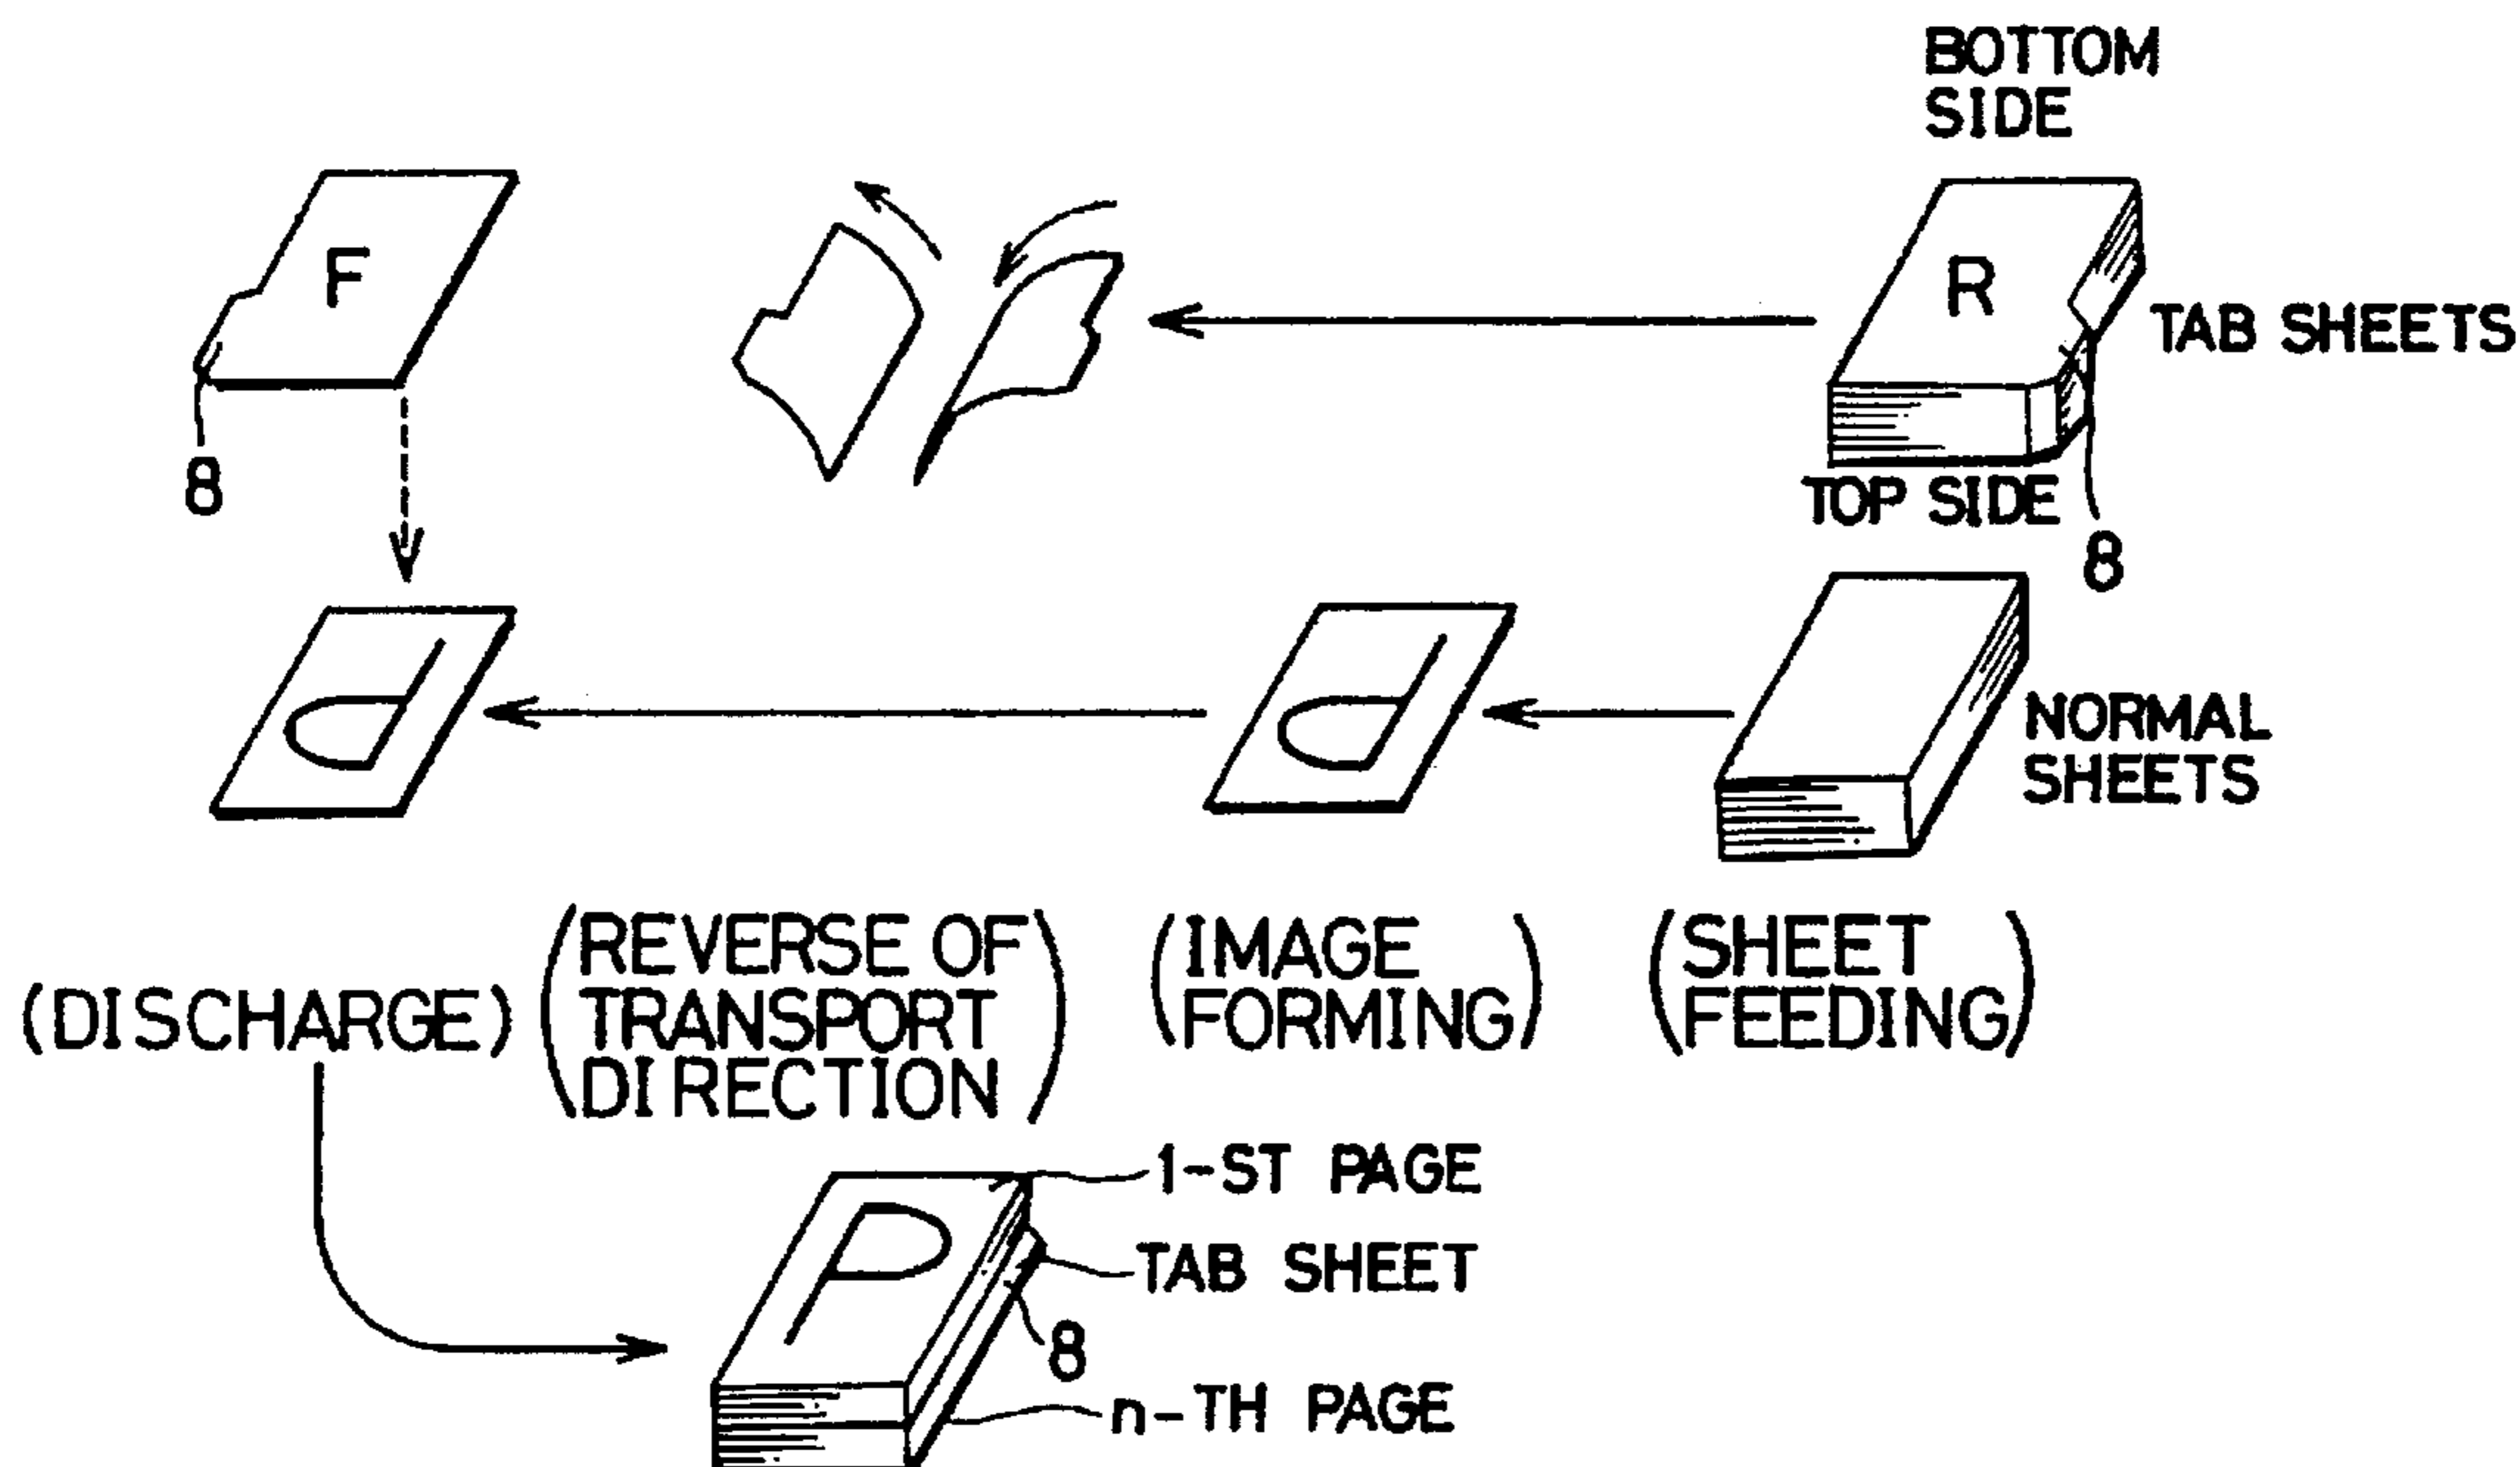 BOTTOM
SIDE
F
R
TAB SHEETS
8
TOP SIDE
8
P
P
NORMAL
SHEETS
(DISCHARGE)
(REVERSE OF
TRANSPORT
DIRECTION)
(IMAGE
FORMING)
(SHEET
FEEDING)
1-ST PAGE
P
TAB SHEET
8
n-TH PAGE